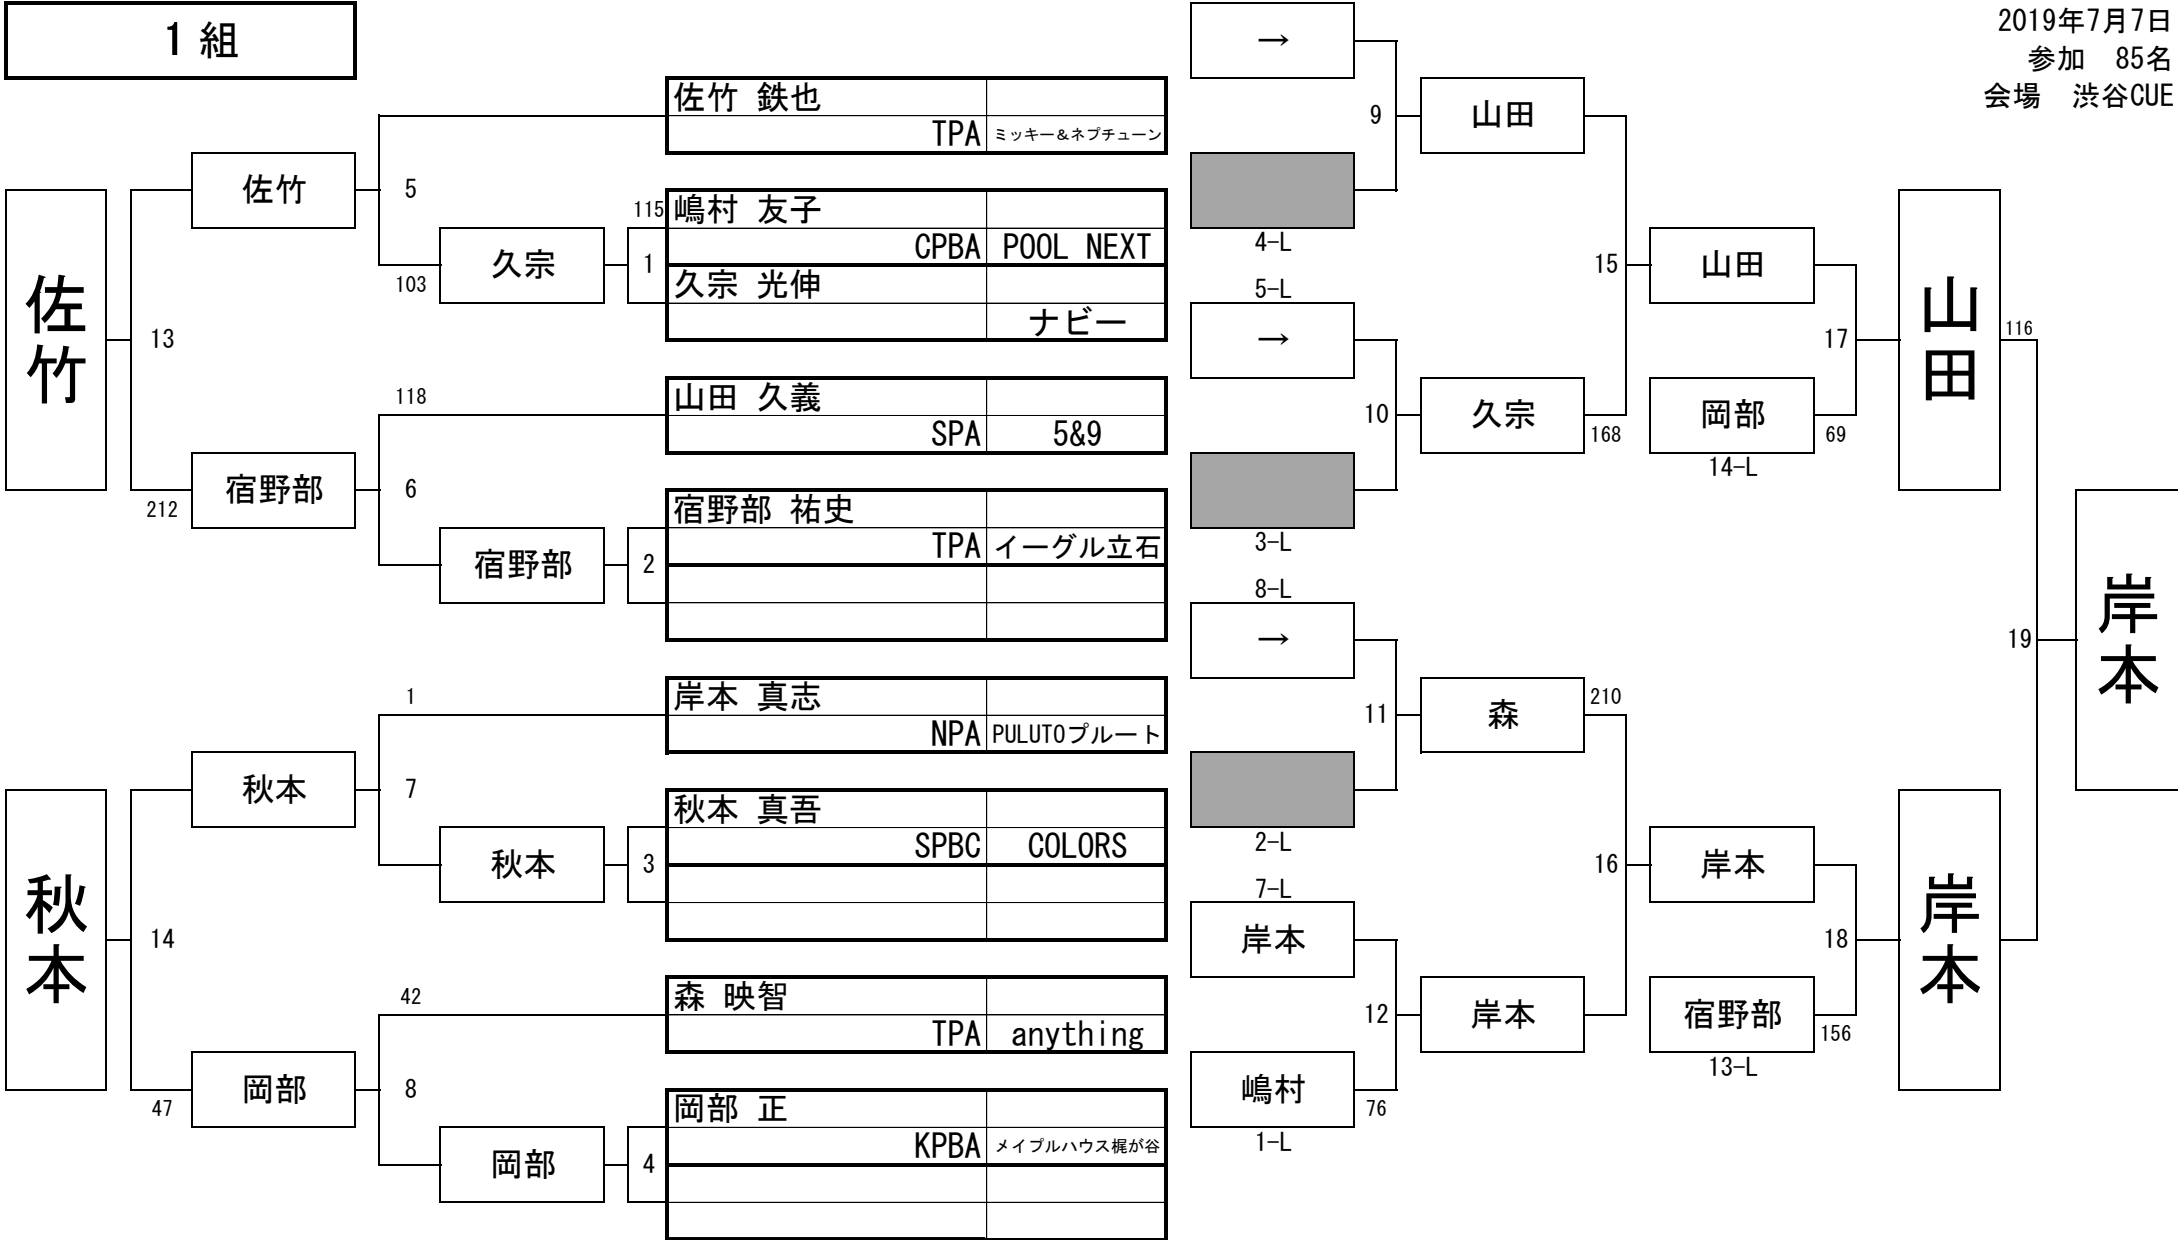 1 組
2019年7月7日
参加 85名
会場 渋谷CUE
佐竹 鉄也
TPA ミッキー&ネプチューン
佐竹
5
115
嶋村 友子
CPBA POOL NEXT
久宗
1
103
久宗 光伸
ナビー
佐竹
13
118
山田 久義
SPA 5&9
宿野部
6
212
宿野部 祐史
TPA イーグル立石
宿野部
2
1
岸本 真志
NPA PULUTOプルート
秋本
7
秋本 真吾
SPBC COLORS
秋本
3
秋本
14
42
森 映智
TPA anything
岡部
8
47
岡部 正
KPBA メイプルハウス梶が谷
岡部
4
→
9
山田
4-L
5-L
→
10
久宗
168
3-L
15
山田
17
岡部
69
14-L
山田
116
8-L
→
11
森
210
2-L
7-L
岸本
12
岸本
嶋村
76
1-L
16
岸本
18
宿野部
156
13-L
岸本
19
岸本